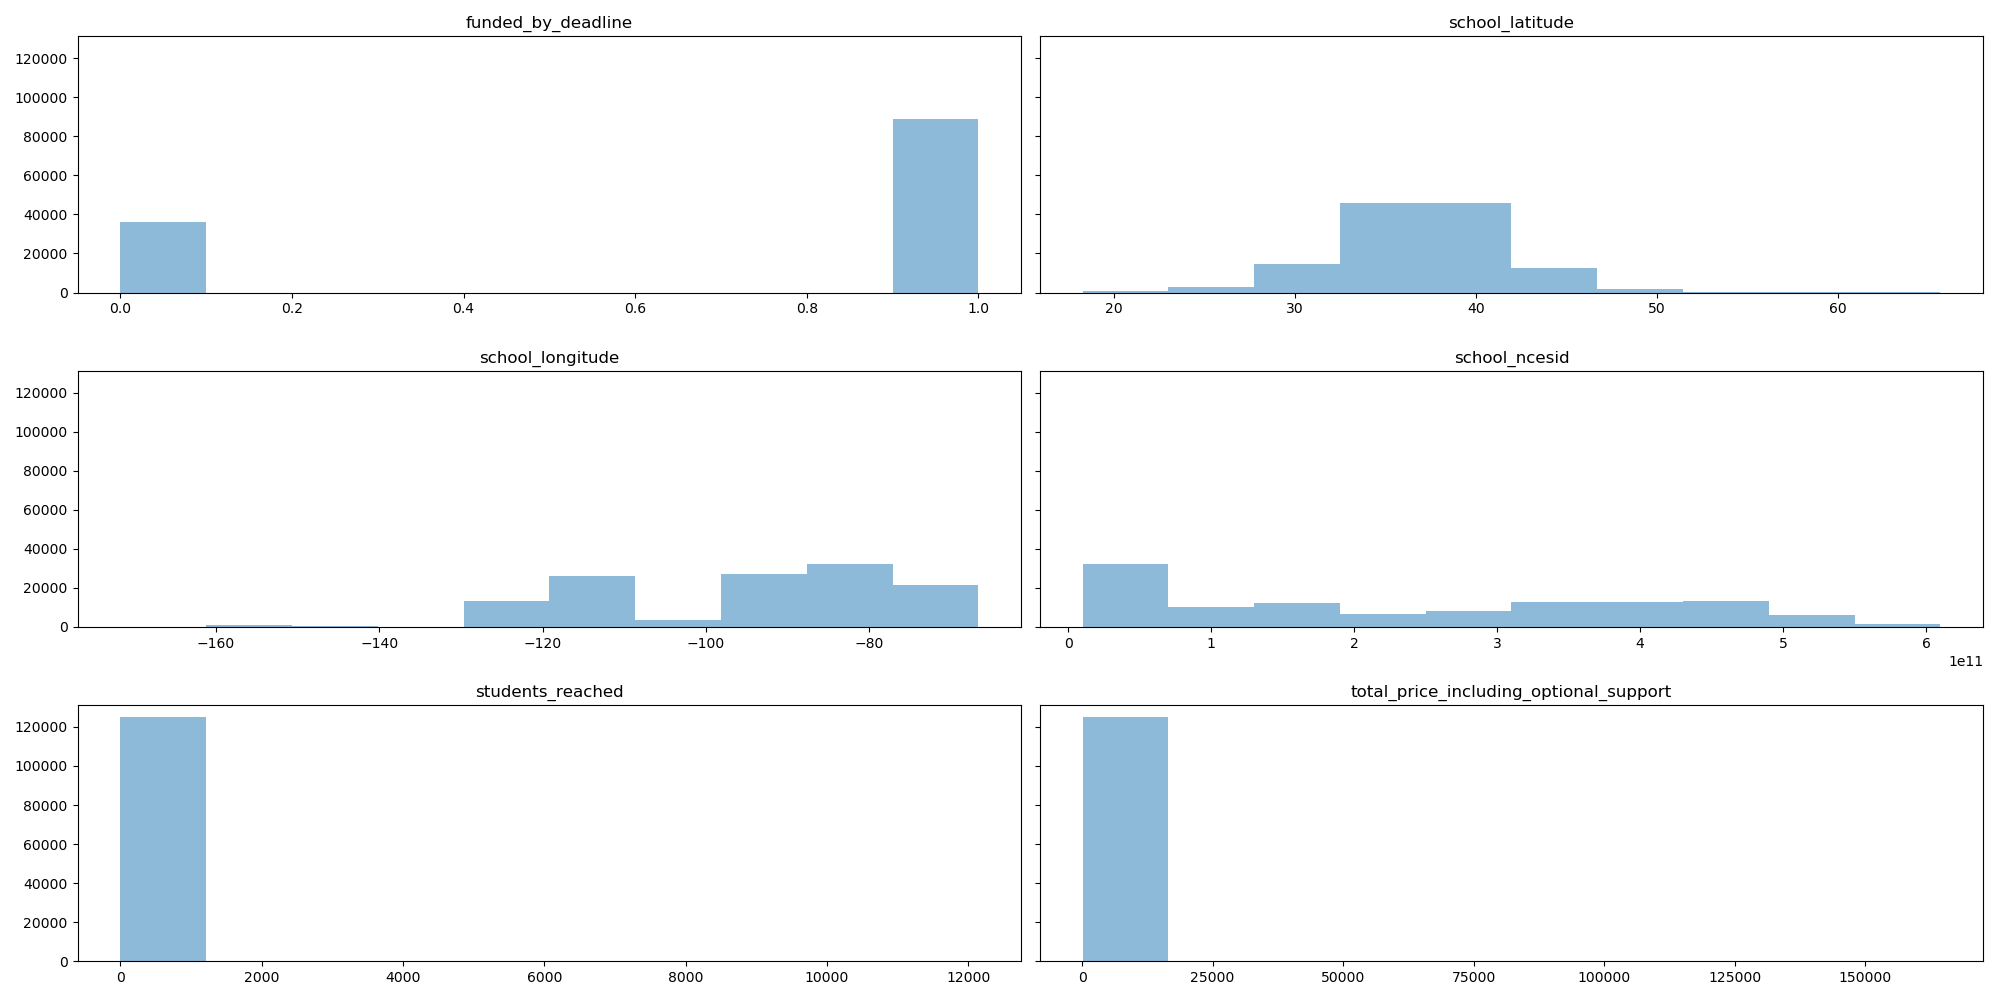 funded_by_deadline
school_latitude
120000
100000
80000
60000
40000
20000
0
0.0 0.2 0.4 0.6 0.8 1.0
20 30 40 50 60
school_longitude
school_ncesid
120000
100000
80000
60000
40000
20000
0
−160 −140 −120 −100 −80
0 1 2 3 4 5 6
1e11
students_reached
total_price_including_optional_support
120000
100000
80000
60000
40000
20000
0
0 2000 4000 6000 8000 10000 12000
0 25000 50000 75000 100000 125000 150000